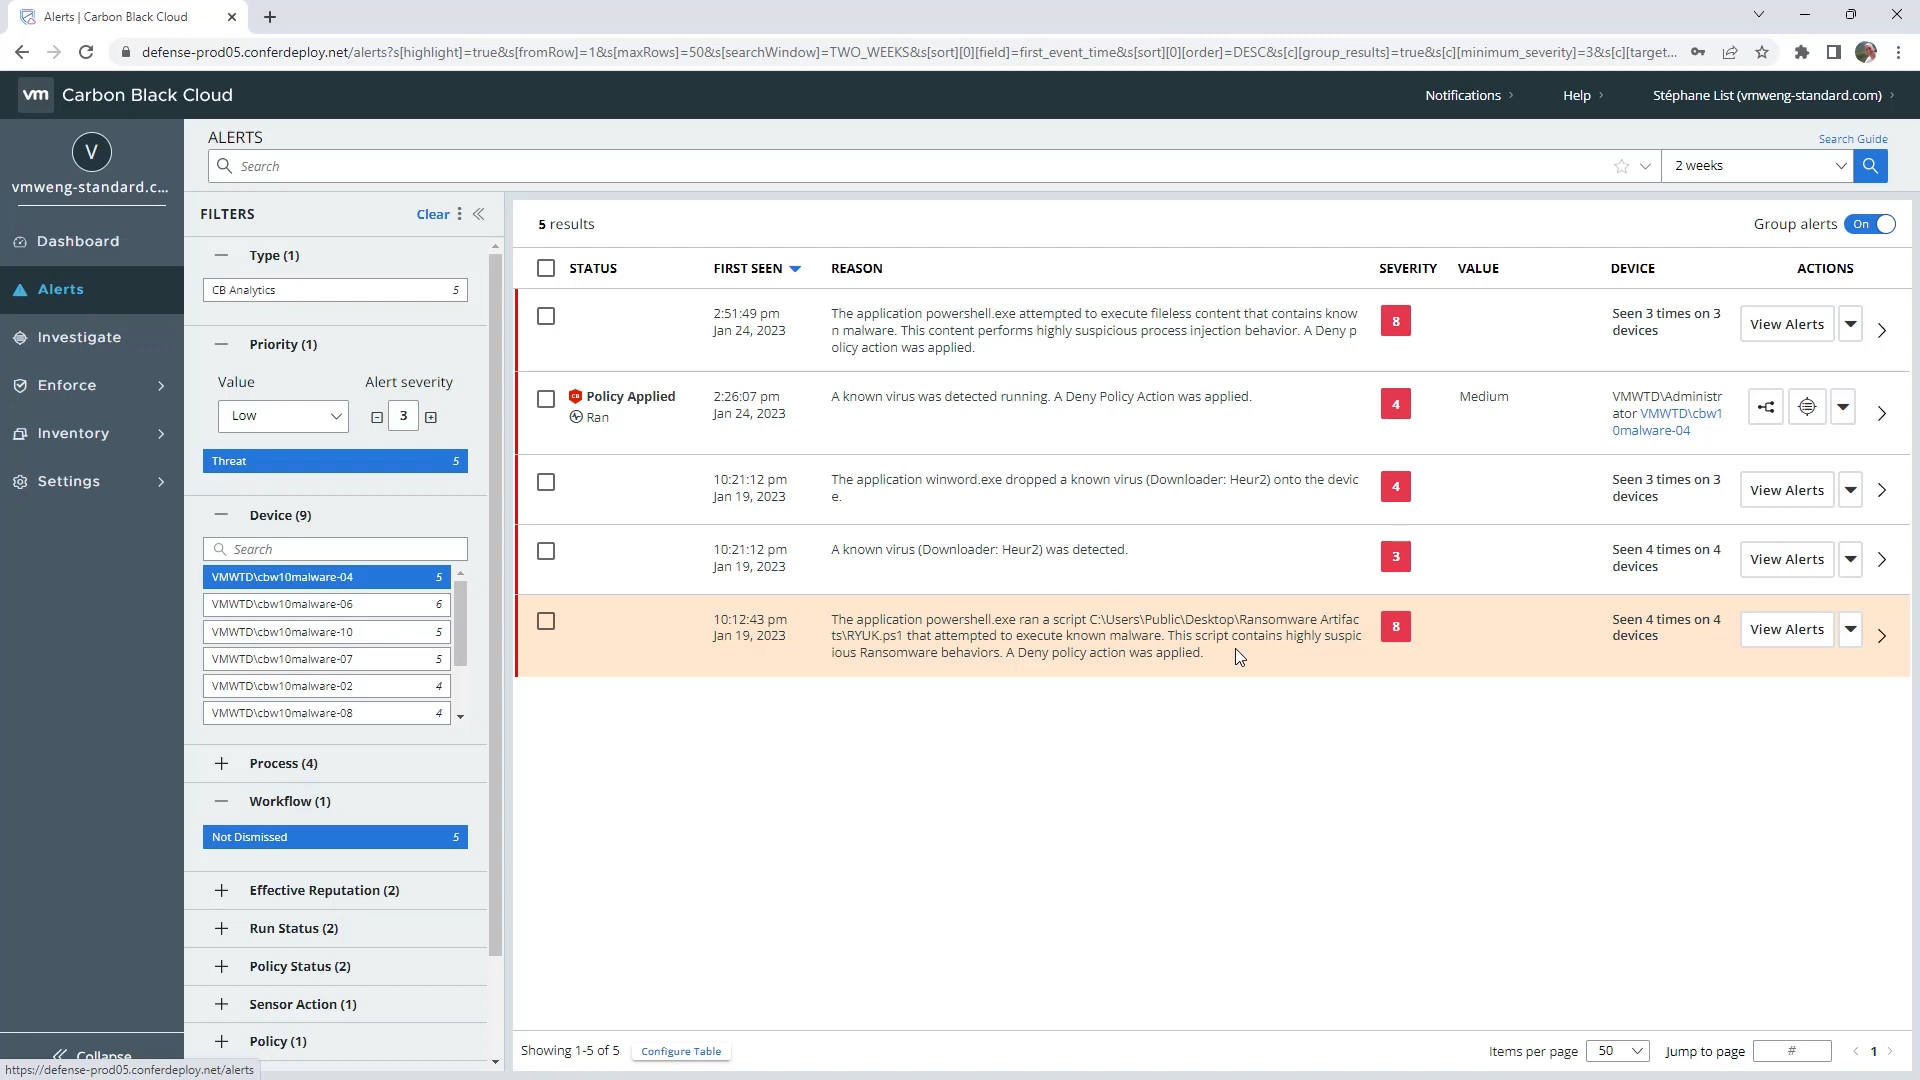 Alerts | Carbon Black Cloud
defense-prod05.conferdeploy.net/alerts?s[highlight]=true&s[fromRow]=1&s[maxRows]=50&s[searchWindow]=TWO_WEEKS&s[sort][0][field]=first_event_time&s[sort][0][order]=DESC&s[c][group_results]=true&s[c][minimum_severity]=3&s[c][target...
vm Carbon Black Cloud
Notifications
Help
Stéphane List (vmweng-standard.com)
V
vmweng-standard.c...
Dashboard
Alerts
Investigate
Enforce
Inventory
Settings
Collapse
https://defense-prod05.conferdeploy.net/alerts
ALERTS
Search Guide
Search
2 weeks
FILTERS
Clear
Type (1)
CB Analytics 5
Priority (1)
Value
Alert severity
Low
3
Threat 5
Device (9)
Search
VMWTD\cbw10malware-04 5
VMWTD\cbw10malware-06 6
VMWTD\cbw10malware-10 5
VMWTD\cbw10malware-07 5
VMWTD\cbw10malware-02 4
VMWTD\cbw10malware-08 4
Process (4)
Workflow (1)
Not Dismissed 5
Effective Reputation (2)
Run Status (2)
Policy Status (2)
Sensor Action (1)
Policy (1)
5 results
Group alerts On
STATUS FIRST SEEN REASON SEVERITY VALUE DEVICE ACTIONS
2:51:49 pm
Jan 24, 2023
The application powershell.exe attempted to execute fileless content that contains know
n malware. This content performs highly suspicious process injection behavior. A Deny p
olicy action was applied.
8
Seen 3 times on 3
devices
View Alerts
CB Policy Applied
Ran
2:26:07 pm
Jan 24, 2023
A known virus was detected running. A Deny Policy Action was applied.
4
Medium
VMWTD\Administr
ator VMWTD\cbw1
0malware-04
10:21:12 pm
Jan 19, 2023
The application winword.exe dropped a known virus (Downloader: Heur2) onto the devic
e.
4
Seen 3 times on 3
devices
View Alerts
10:21:12 pm
Jan 19, 2023
A known virus (Downloader: Heur2) was detected.
3
Seen 4 times on 4
devices
View Alerts
10:12:43 pm
Jan 19, 2023
The application powershell.exe ran a script C:\Users\Public\Desktop\Ransomware Artifac
ts\RYUK.ps1 that attempted to execute known malware. This script contains highly suspic
ious Ransomware behaviors. A Deny policy action was applied.
8
Seen 4 times on 4
devices
View Alerts
Showing 1-5 of 5
Configure Table
Items per page 50
Jump to page #
1